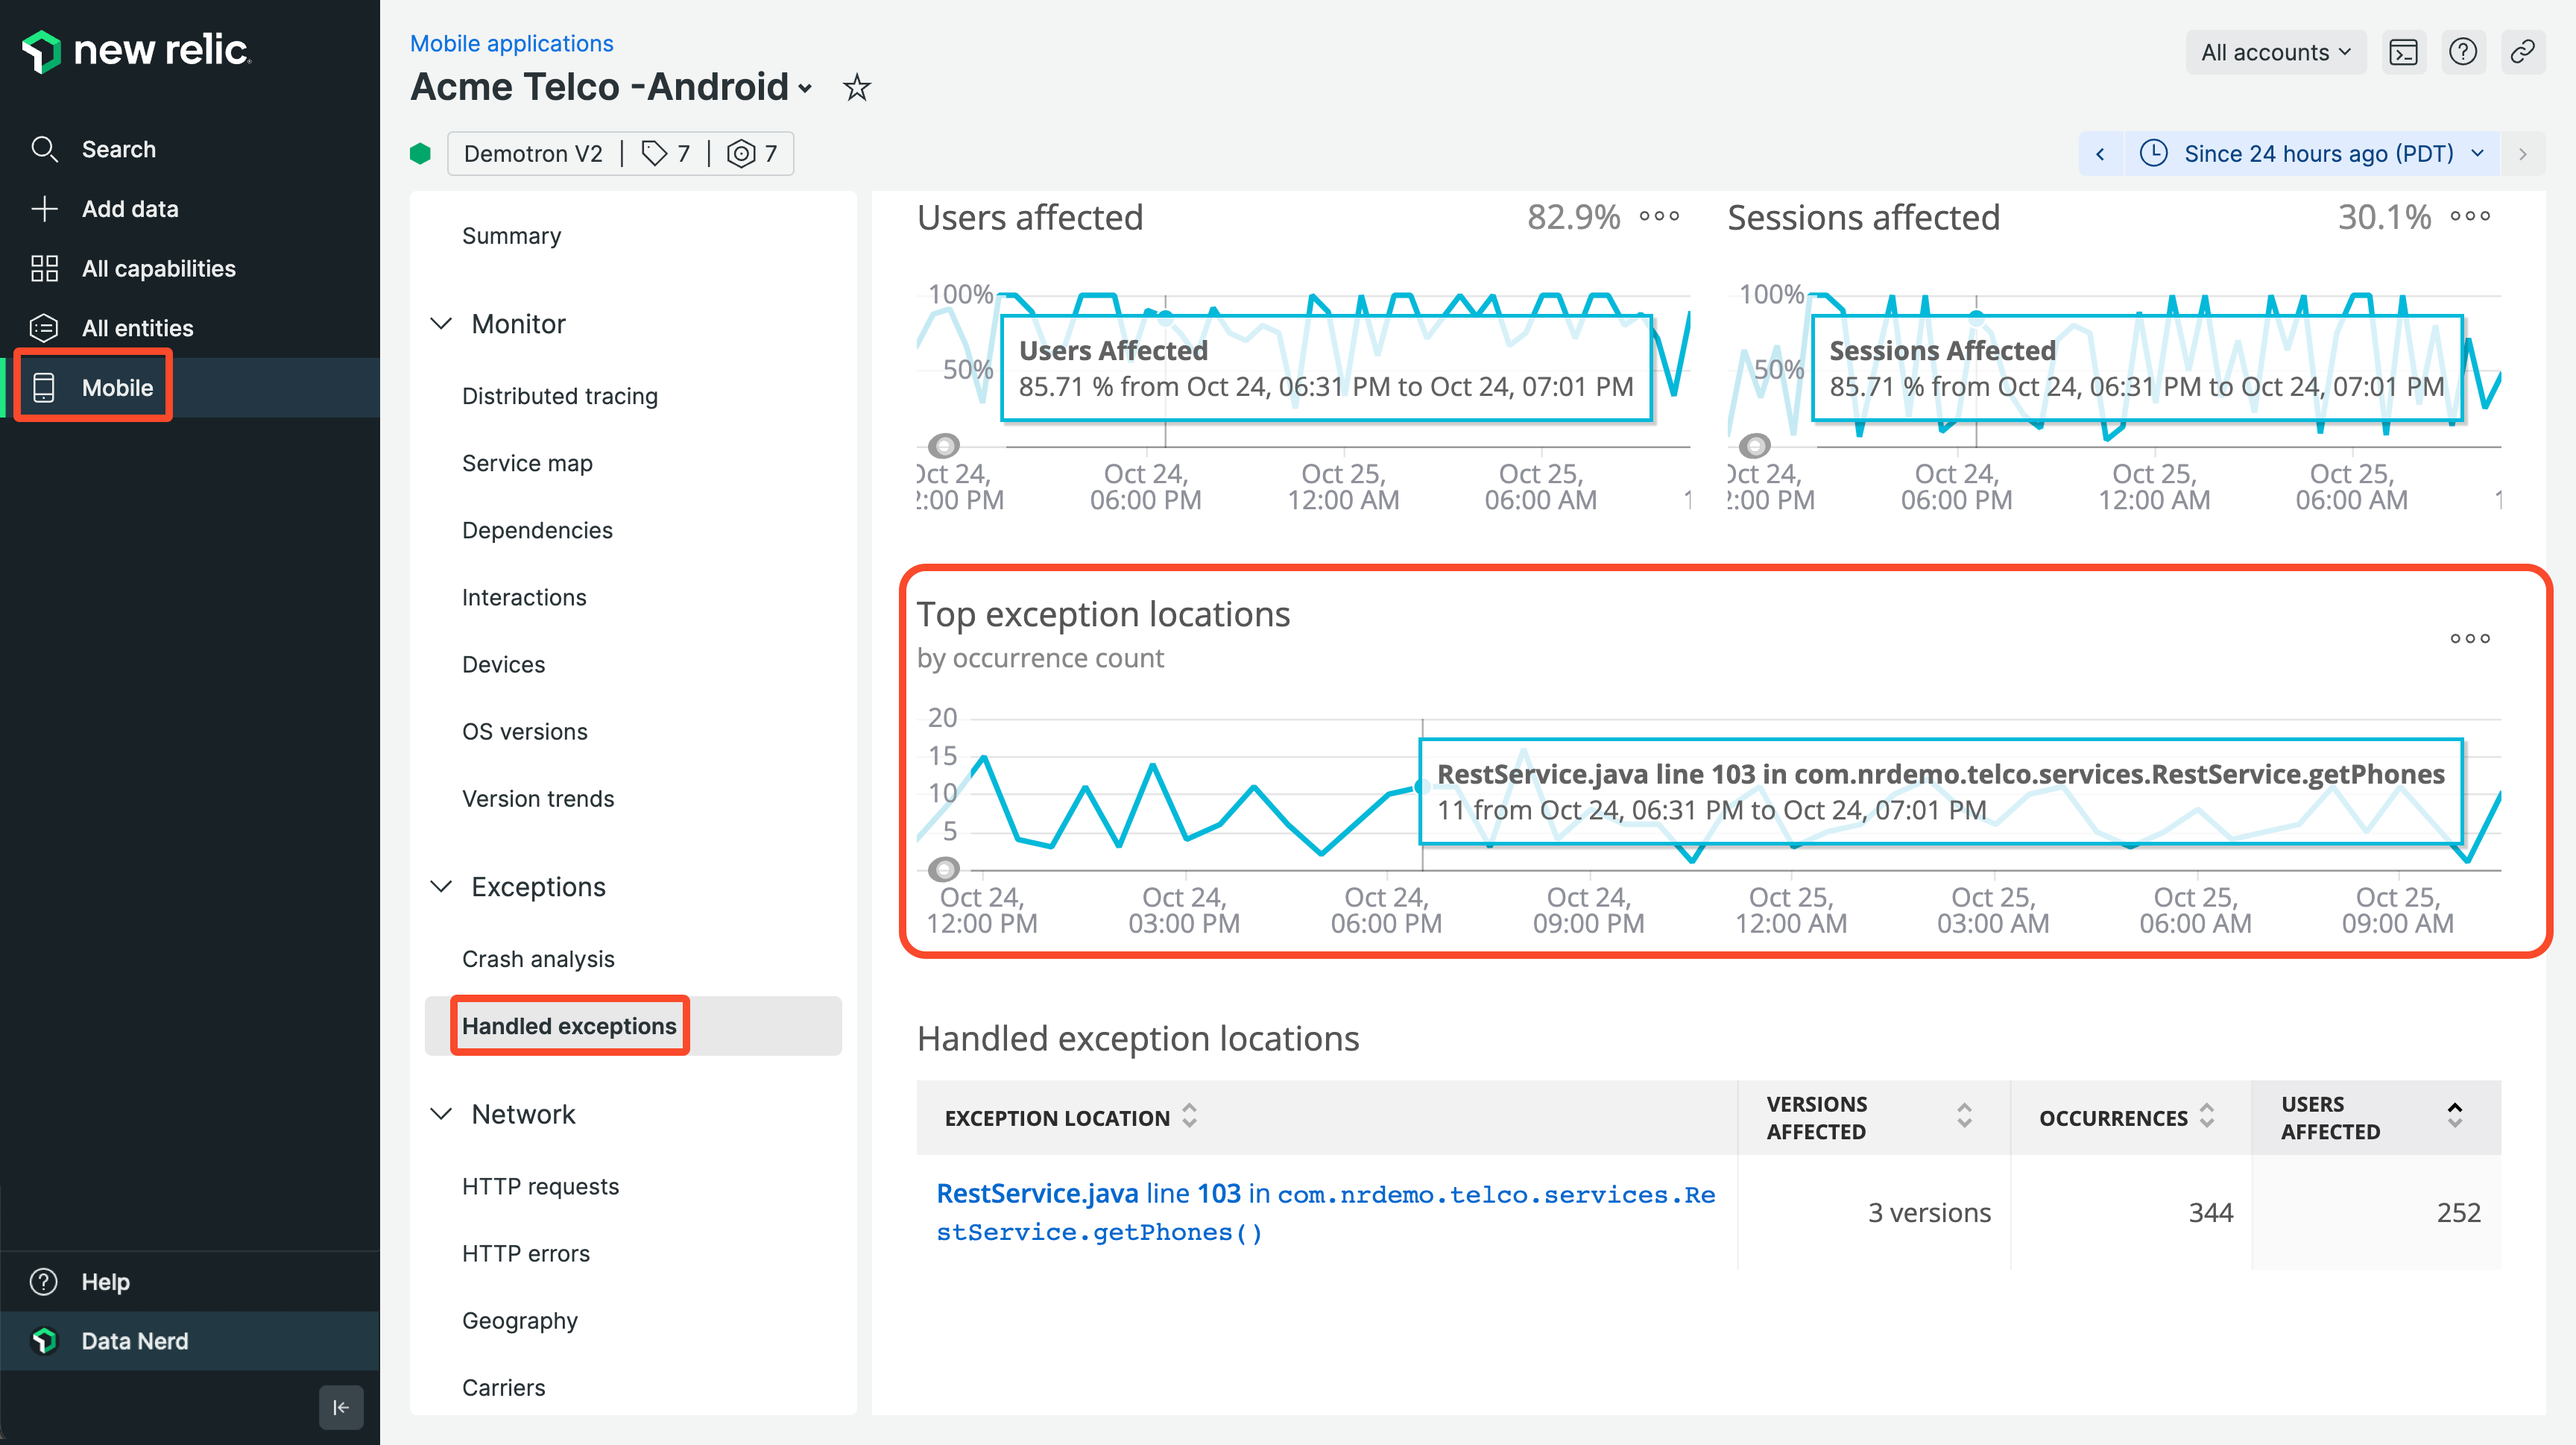 new relic.
Search
Add data
All capabilities
All entities
Mobile
Help
Data Nerd
Mobile applications
Acme Telco -Android
All accounts
Demotron V2 | 7 | 7
Since 24 hours ago (PDT)
Summary
Monitor
Distributed tracing
Service map
Dependencies
Interactions
Devices
OS versions
Version trends
Exceptions
Crash analysis
Handled exceptions
Network
HTTP requests
HTTP errors
Geography
Carriers
Users affected
82.9%
100%
50%
Users Affected
85.71 % from Oct 24, 06:31 PM to Oct 24, 07:01 PM
Oct 24, Oct 24, Oct 25, Oct 25,
2:00 PM 06:00 PM 12:00 AM 06:00 AM 1
Sessions affected
30.1%
100%
50%
Sessions Affected
85.71 % from Oct 24, 06:31 PM to Oct 24, 07:01 PM
Oct 24, Oct 24, Oct 25, Oct 25,
2:00 PM 06:00 PM 12:00 AM 06:00 AM 1
Top exception locations
by occurrence count
20
15
10
5
RestService.java line 103 in com.nrdemo.telco.services.RestService.getPhones
11 from Oct 24, 06:31 PM to Oct 24, 07:01 PM
Oct 24, Oct 24, Oct 24, Oct 24, Oct 25, Oct 25, Oct 25, Oct 25,
12:00 PM 03:00 PM 06:00 PM 09:00 PM 12:00 AM 03:00 AM 06:00 AM 09:00 AM
Handled exception locations
EXCEPTION LOCATION
VERSIONS
AFFECTED
OCCURRENCES
USERS
AFFECTED
RestService.java line 103 in com.nrdemo.telco.services.Re
stService.getPhones()
3 versions
344
252